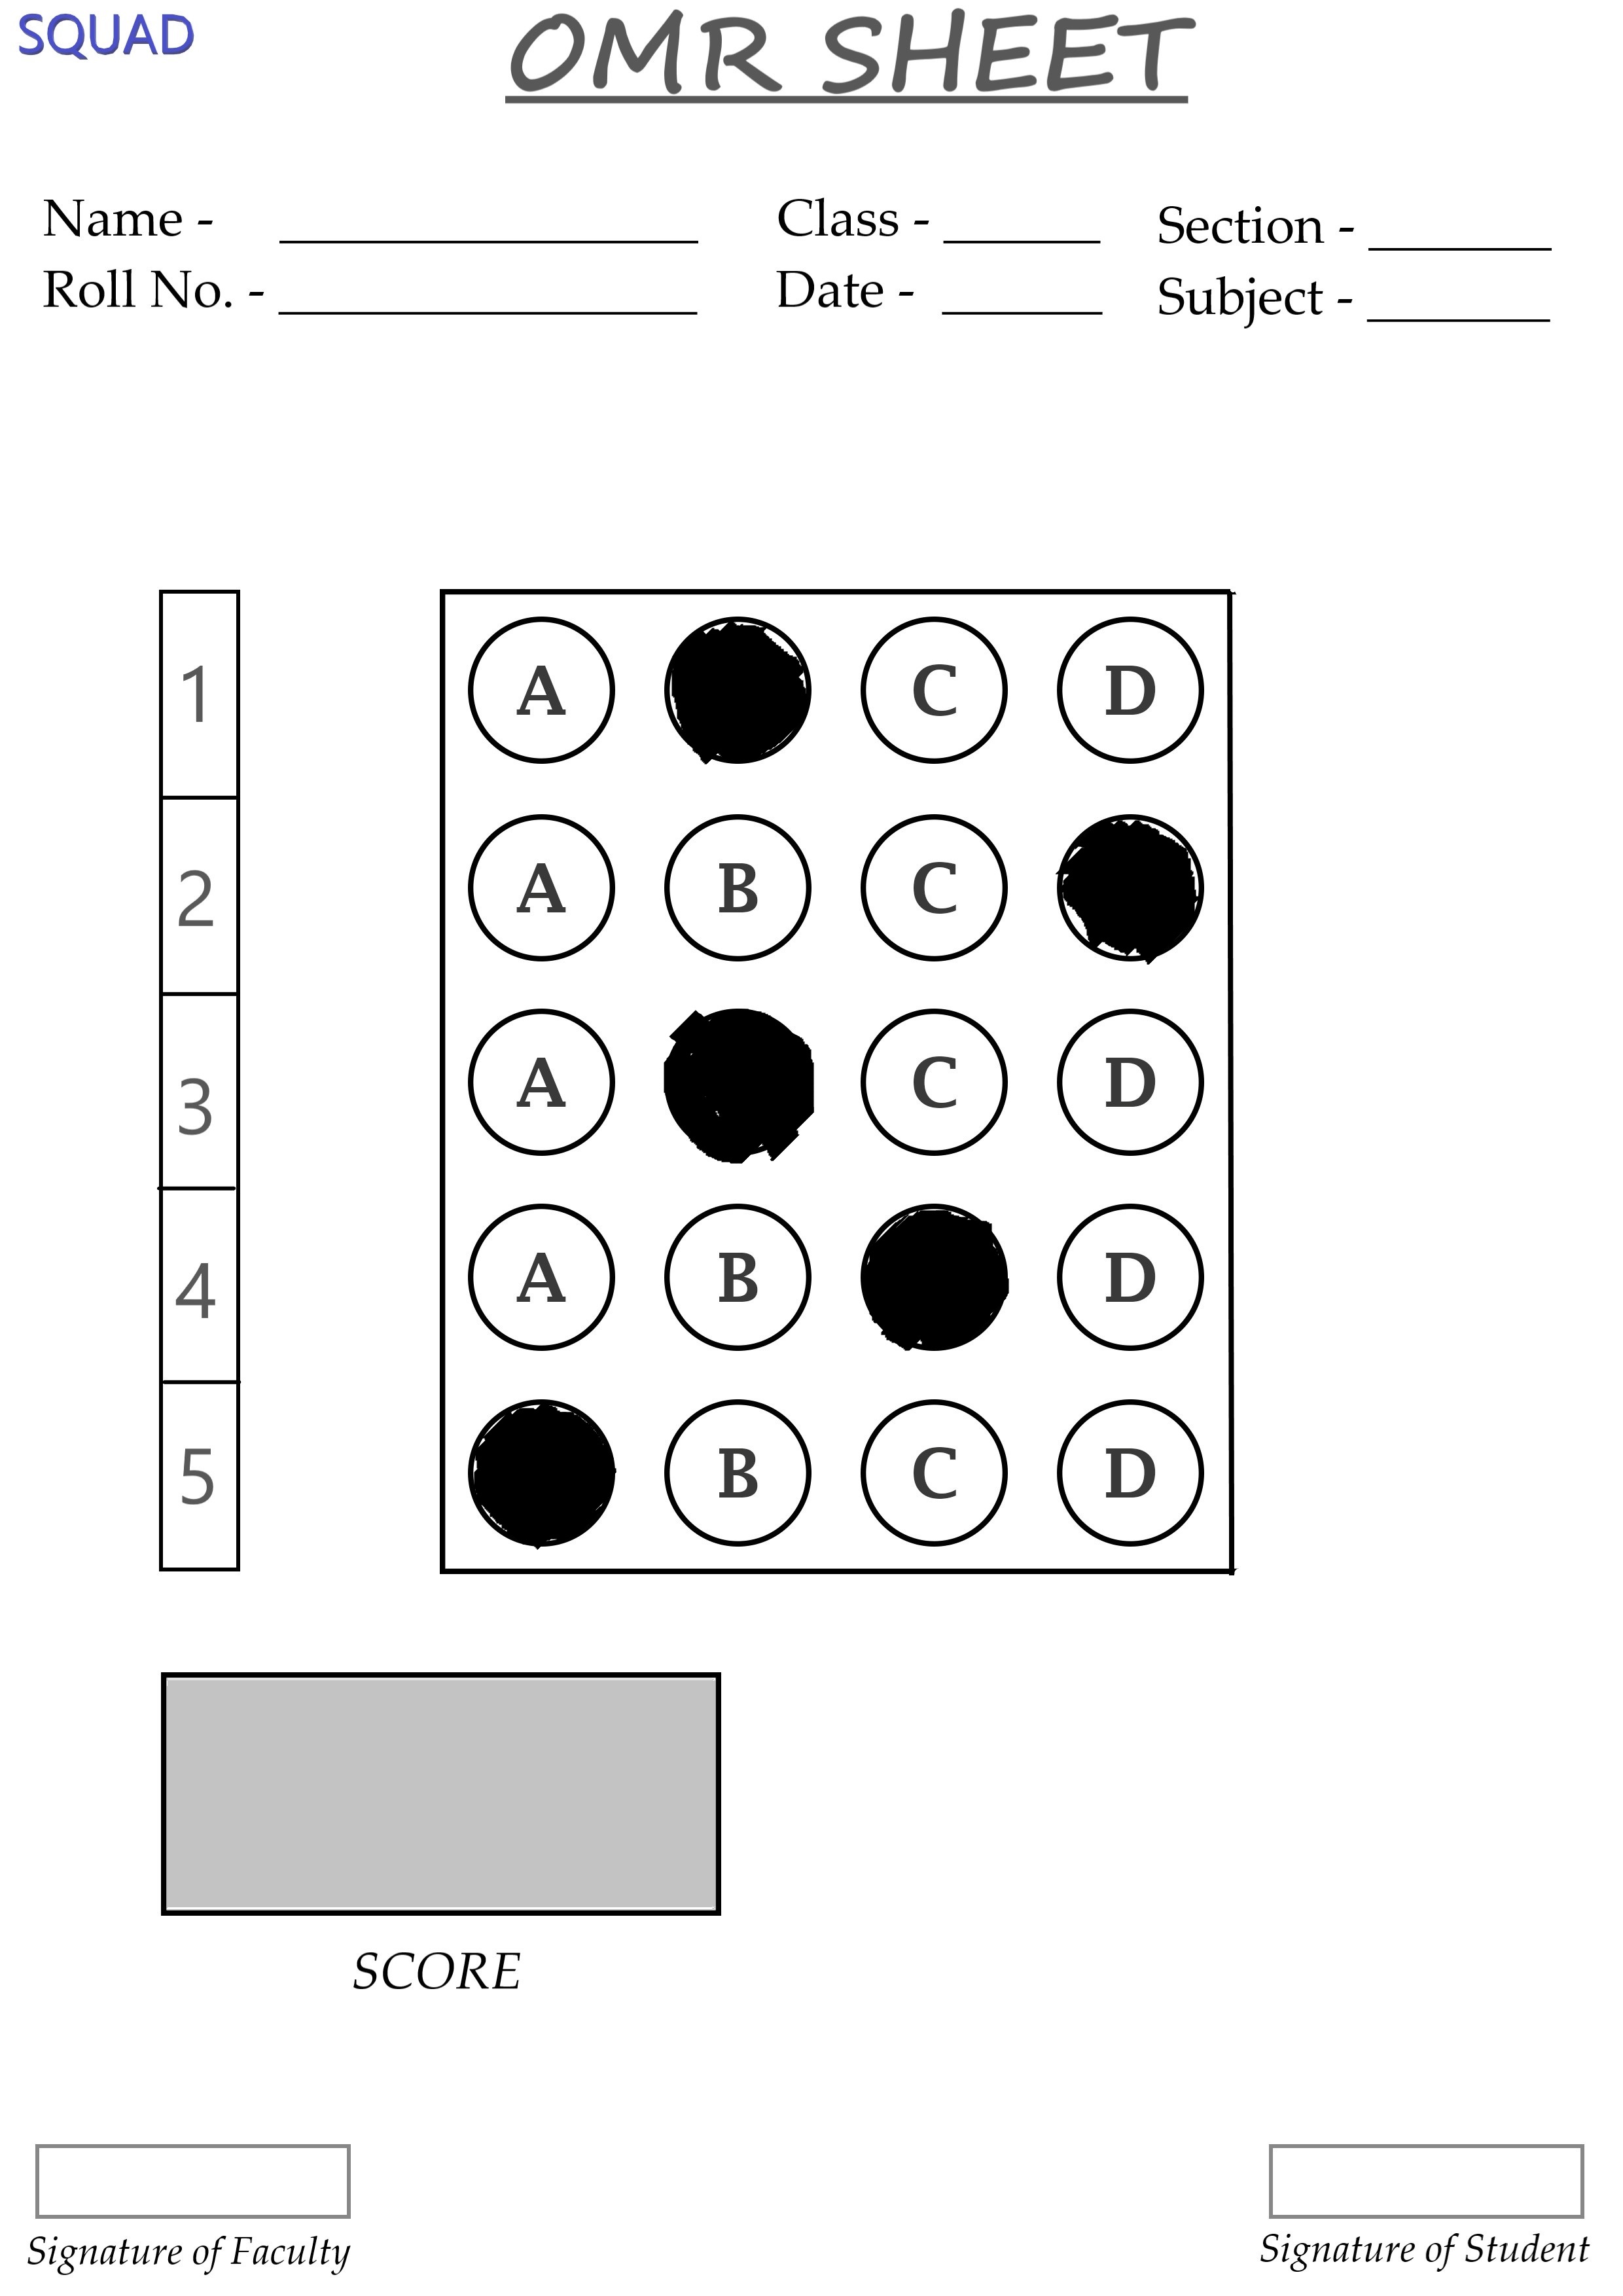 SQUAD
OMR SHEET
Name - ________________ Class - ______ Section - _______
Roll No. - ________________ Date - ______ Subject - _______
1 A C D
2 A B C
3 A C D
4 A B D
5 B C D
SCORE
Signature of Faculty Signature of Student